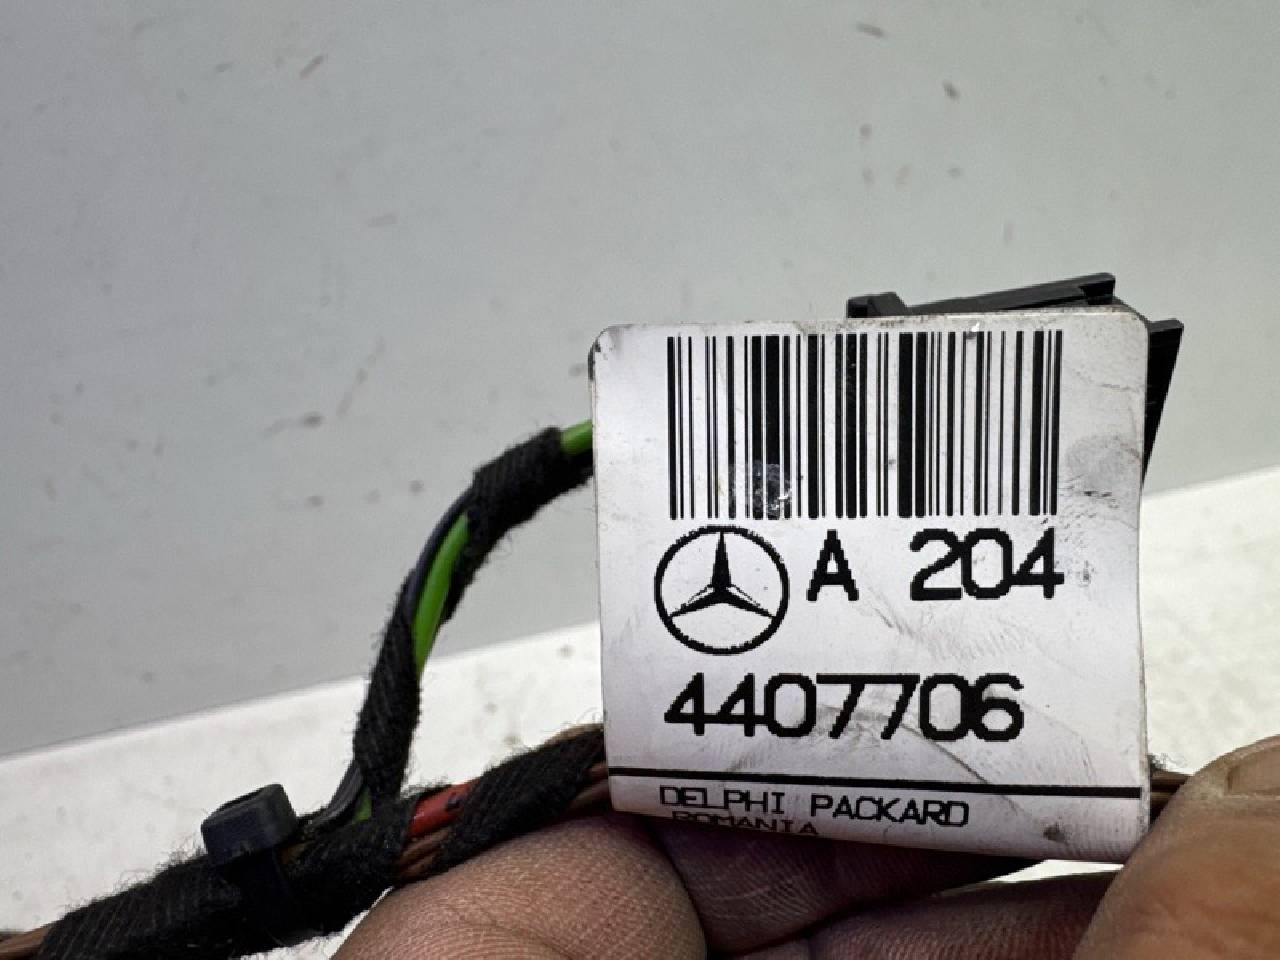 A 204
4407706
DELPHI PACKARD
ROMANIA